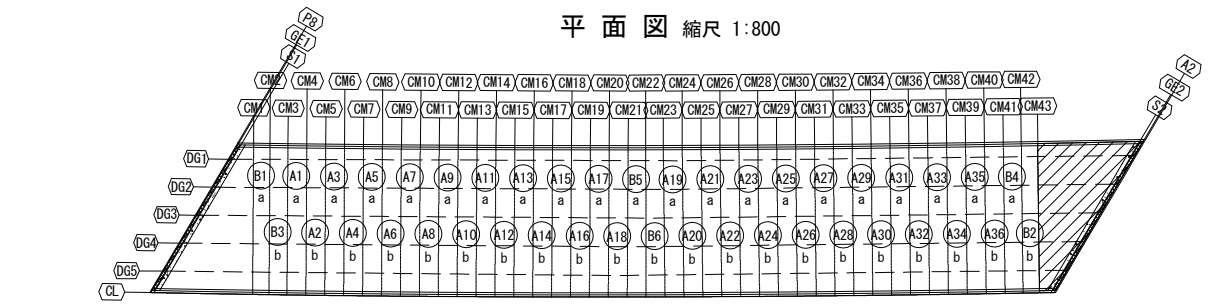 平面図 縮尺 1:800
P8
GE1
S1
A2
GE2
S2
CM2 CM4 CM6 CM8 CM10 CM12 CM14 CM16 CM18 CM20 CM22 CM24 CM26 CM28 CM30 CM32 CM34 CM36 CM38 CM40 CM42
CM1 CM3 CM5 CM7 CM9 CM11 CM13 CM15 CM17 CM19 CM21 CM23 CM25 CM27 CM29 CM31 CM33 CM35 CM37 CM39 CM41 CM43
DG1
B1 A1 A3 A5 A7 A9 A11 A13 A15 A17 B5 A19 A21 A23 A25 A27 A29 A31 A33 A35 B4
DG2
a a a a a a a a a a a a a a a a a a a a a
DG3
B3 A2 A4 A6 A8 A10 A12 A14 A16 A18 B6 A20 A22 A24 A26 A28 A30 A32 A34 A36 B2
DG4
b b b b b b b b b b b b b b b b b b b b b
DG5
CL